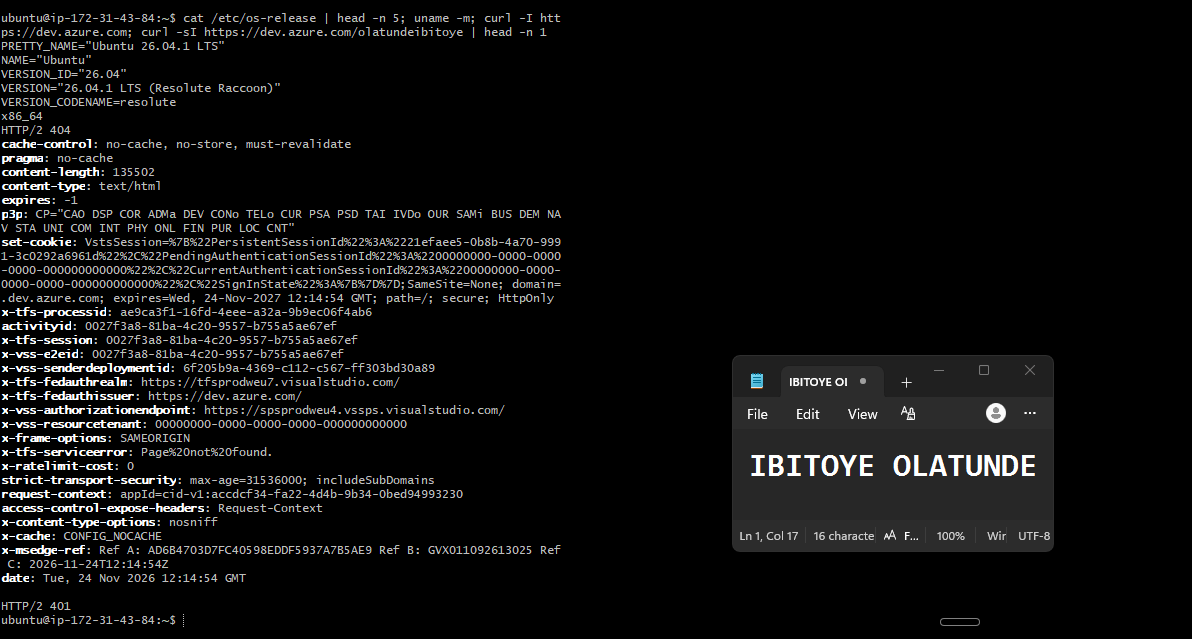 ubuntu@ip-172-31-43-84:~$ cat /etc/os-release | head -n 5; uname -m; curl -I htt
ps://dev.azure.com; curl -sI https://dev.azure.com/olatundeibitoye | head -n 1
PRETTY_NAME="Ubuntu 26.04.1 LTS"
NAME="Ubuntu"
VERSION_ID="26.04"
VERSION="26.04.1 LTS (Resolute Raccoon)"
VERSION_CODENAME=resolute
x86_64
HTTP/2 404
cache-control: no-cache, no-store, must-revalidate
pragma: no-cache
content-length: 135502
content-type: text/html
expires: -1
p3p: CP="CAO DSP COR ADMa DEV CONo TELo CUR PSA PSD TAI IVDo OUR SAMi BUS DEM NA
V STA UNI COM INT PHY ONL FIN PUR LOC CNT"
set-cookie: VstsSession=%7B%22PersistentSessionId%22%3A%2221efaee5-0b8b-4a70-999
1-3c0292a6961d%22%2C%22PendingAuthenticationSessionId%22%3A%2200000000-0000-0000
-0000-000000000000%22%2C%22CurrentAuthenticationSessionId%22%3A%2200000000-0000-
0000-0000-000000000000%22%2C%22SignInState%22%3A%7B%7D%7D;SameSite=None; domain=
.dev.azure.com; expires=Wed, 24-Nov-2027 12:14:54 GMT; path=/; secure; HttpOnly
x-tfs-processid: ae9ca3f1-16fd-4eee-a32a-9b9ec06f4ab6
activityid: 0027f3a8-81ba-4c20-9557-b755a5ae67ef
x-tfs-session: 0027f3a8-81ba-4c20-9557-b755a5ae67ef
x-vss-e2eid: 0027f3a8-81ba-4c20-9557-b755a5ae67ef
x-vss-senderdeploymentid: 6f205b9a-4369-c112-c567-ff303bd30a89
x-tfs-fedauthrealm: https://tfsprodweu7.visualstudio.com/
x-tfs-fedauthissuer: https://dev.azure.com/
x-vss-authorizationendpoint: https://spsprodweu4.vssps.visualstudio.com/
x-vss-resourcetenant: 00000000-0000-0000-0000-000000000000
x-frame-options: SAMEORIGIN
x-tfs-serviceerror: Page%20not%20found.
x-ratelimit-cost: 0
strict-transport-security: max-age=31536000; includeSubDomains
request-context: appId=cid-v1:accdcf34-fa22-4d4b-9b34-0bed94993230
access-control-expose-headers: Request-Context
x-content-type-options: nosniff
x-cache: CONFIG_NOCACHE
x-msedge-ref: Ref A: AD6B4703D7FC40598EDDF5937A7B5AE9 Ref B: GVX011092613025 Ref
 C: 2026-11-24T12:14:54Z
date: Tue, 24 Nov 2026 12:14:54 GMT

HTTP/2 401
ubuntu@ip-172-31-43-84:~$
IBITOYE Ol
File Edit View
IBITOYE OLATUNDE
Ln 1, Col 17 16 characte F... 100% Wir UTF-8